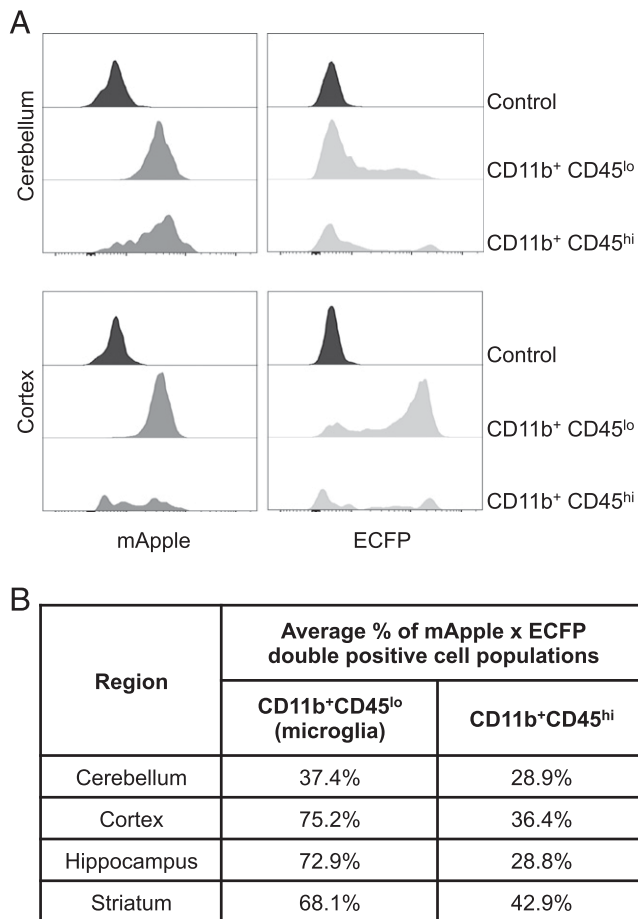 A
Cerebellum
Control
CD11b⁺ CD45ˡᵒ
CD11b⁺ CD45ʰⁱ
Cortex
Control
CD11b⁺ CD45ˡᵒ
CD11b⁺ CD45ʰⁱ
mApple ECFP
B
Region
Average % of mApple x ECFP
double positive cell populations
CD11b⁺CD45ˡᵒ
(microglia)
CD11b⁺CD45ʰⁱ
Cerebellum 37.4% 28.9%
Cortex 75.2% 36.4%
Hippocampus 72.9% 28.8%
Striatum 68.1% 42.9%